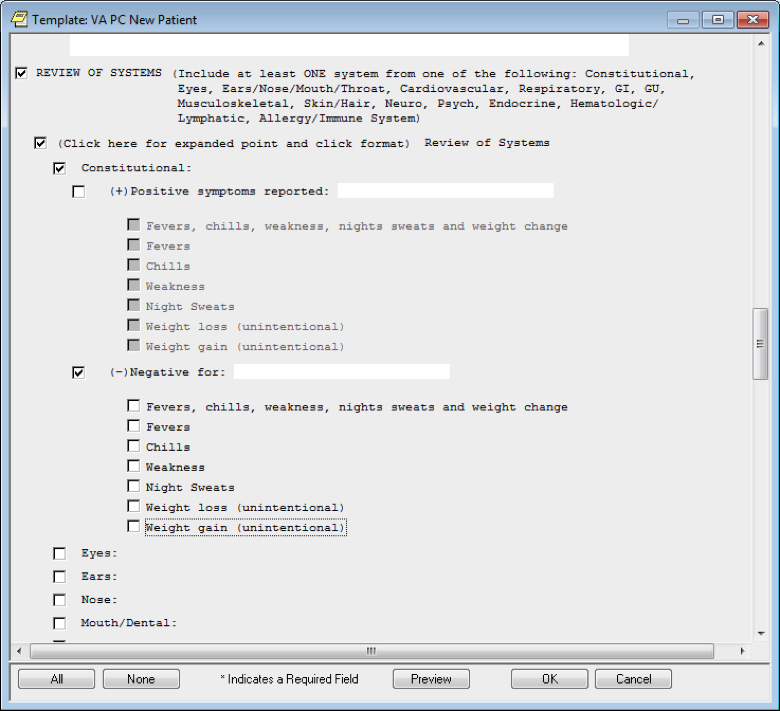 Template: VA PC New Patient
REVIEW OF SYSTEMS (Include at least ONE system from one of the following: Constitutional,
Eyes, Ears/Nose/Mouth/Throat, Cardiovascular, Respiratory, GI, GU,
Musculoskeletal, Skin/Hair, Neuro, Psych, Endocrine, Hematologic/
Lymphatic, Allergy/Immune System)
(Click here for expanded point and click format) Review of Systems
Constitutional:
(+)Positive symptoms reported:
Fevers, chills, weakness, nights sweats and weight change
Fevers
Chills
Weakness
Night Sweats
Weight loss (unintentional)
Weight gain (unintentional)
(-)Negative for:
Fevers, chills, weakness, nights sweats and weight change
Fevers
Chills
Weakness
Night Sweats
Weight loss (unintentional)
Weight gain (unintentional)
Eyes:
Ears:
Nose:
Mouth/Dental:
All None * Indicates a Required Field Preview OK Cancel